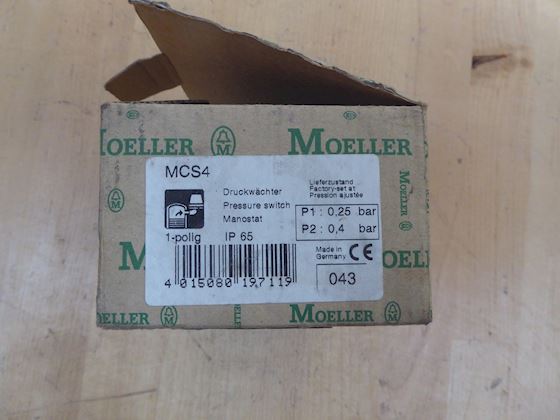 MOELLER
MOELLER
MOELLER
MCS4
Druckwächter
Pressure switch
Manostat
Lieferzustand
Factory-set at
Pression ajustée
P1 : 0,25 bar
P2 : 0,4 bar
1-polig IP 65
Made in
Germany CE
043
4 015080 197119
M
OELL
MOELLER
MOELLER